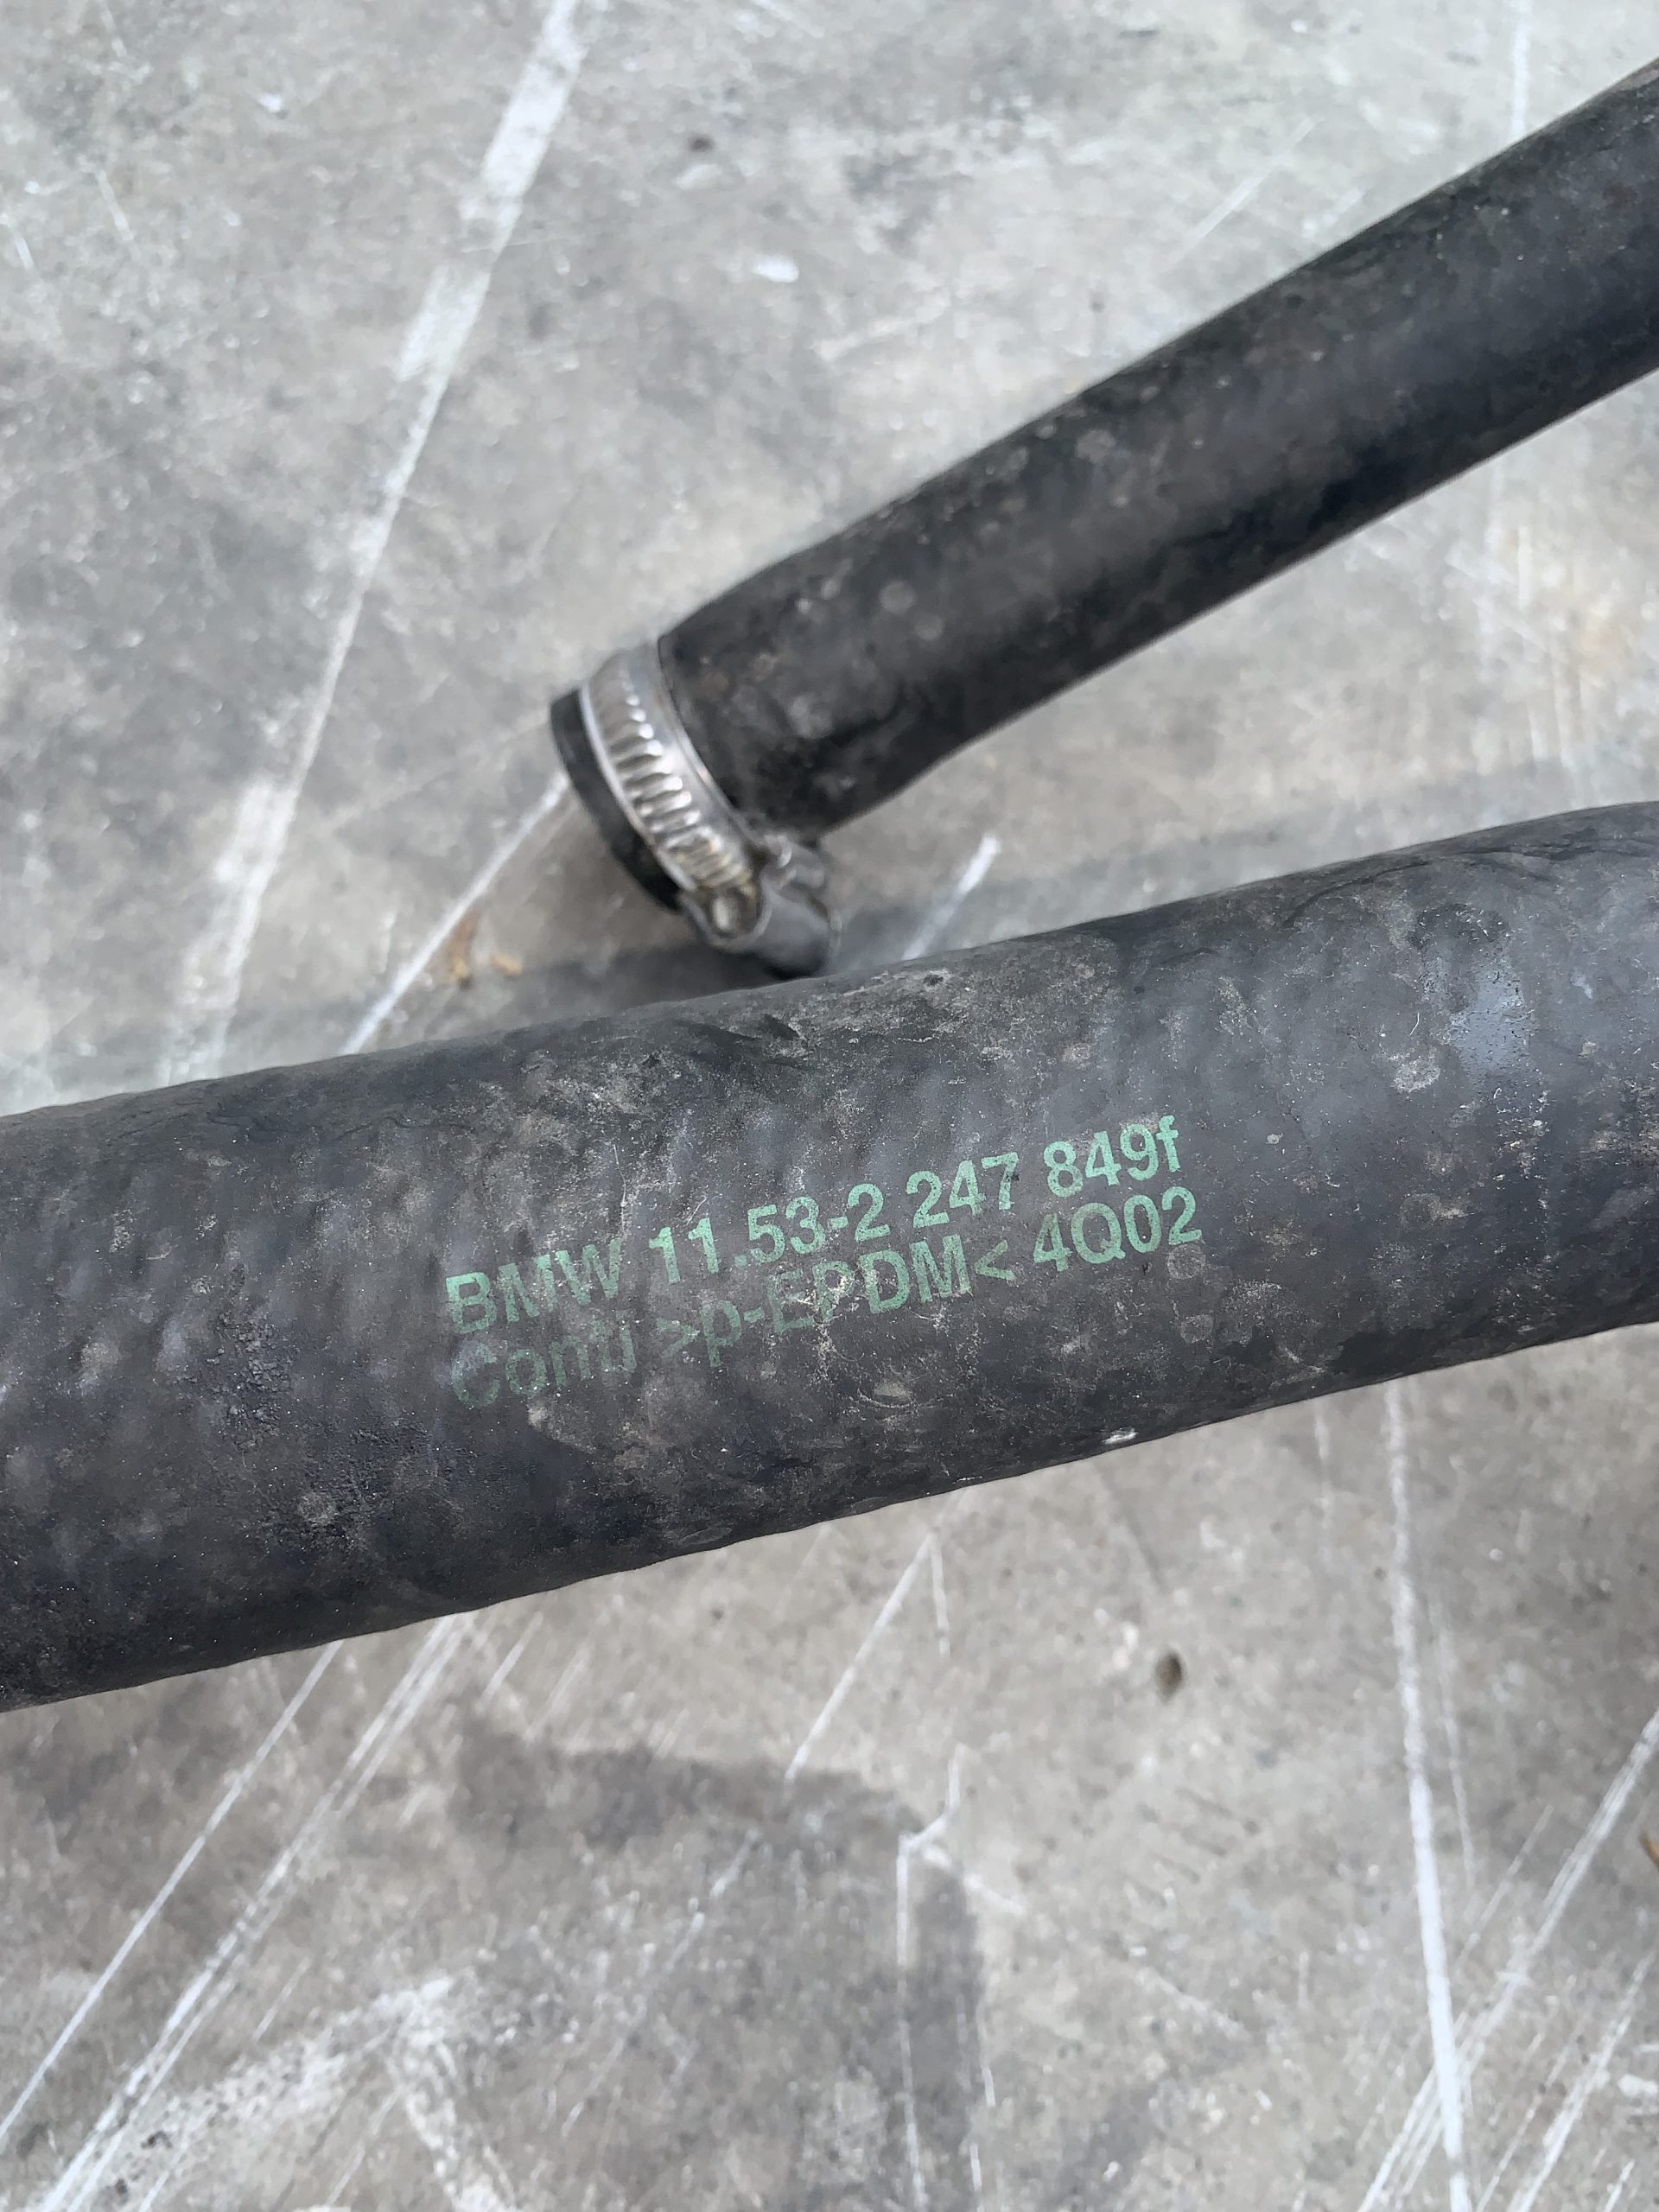 BMW 11.53-2 247 849f
Conti >p-EPDM< 4Q02